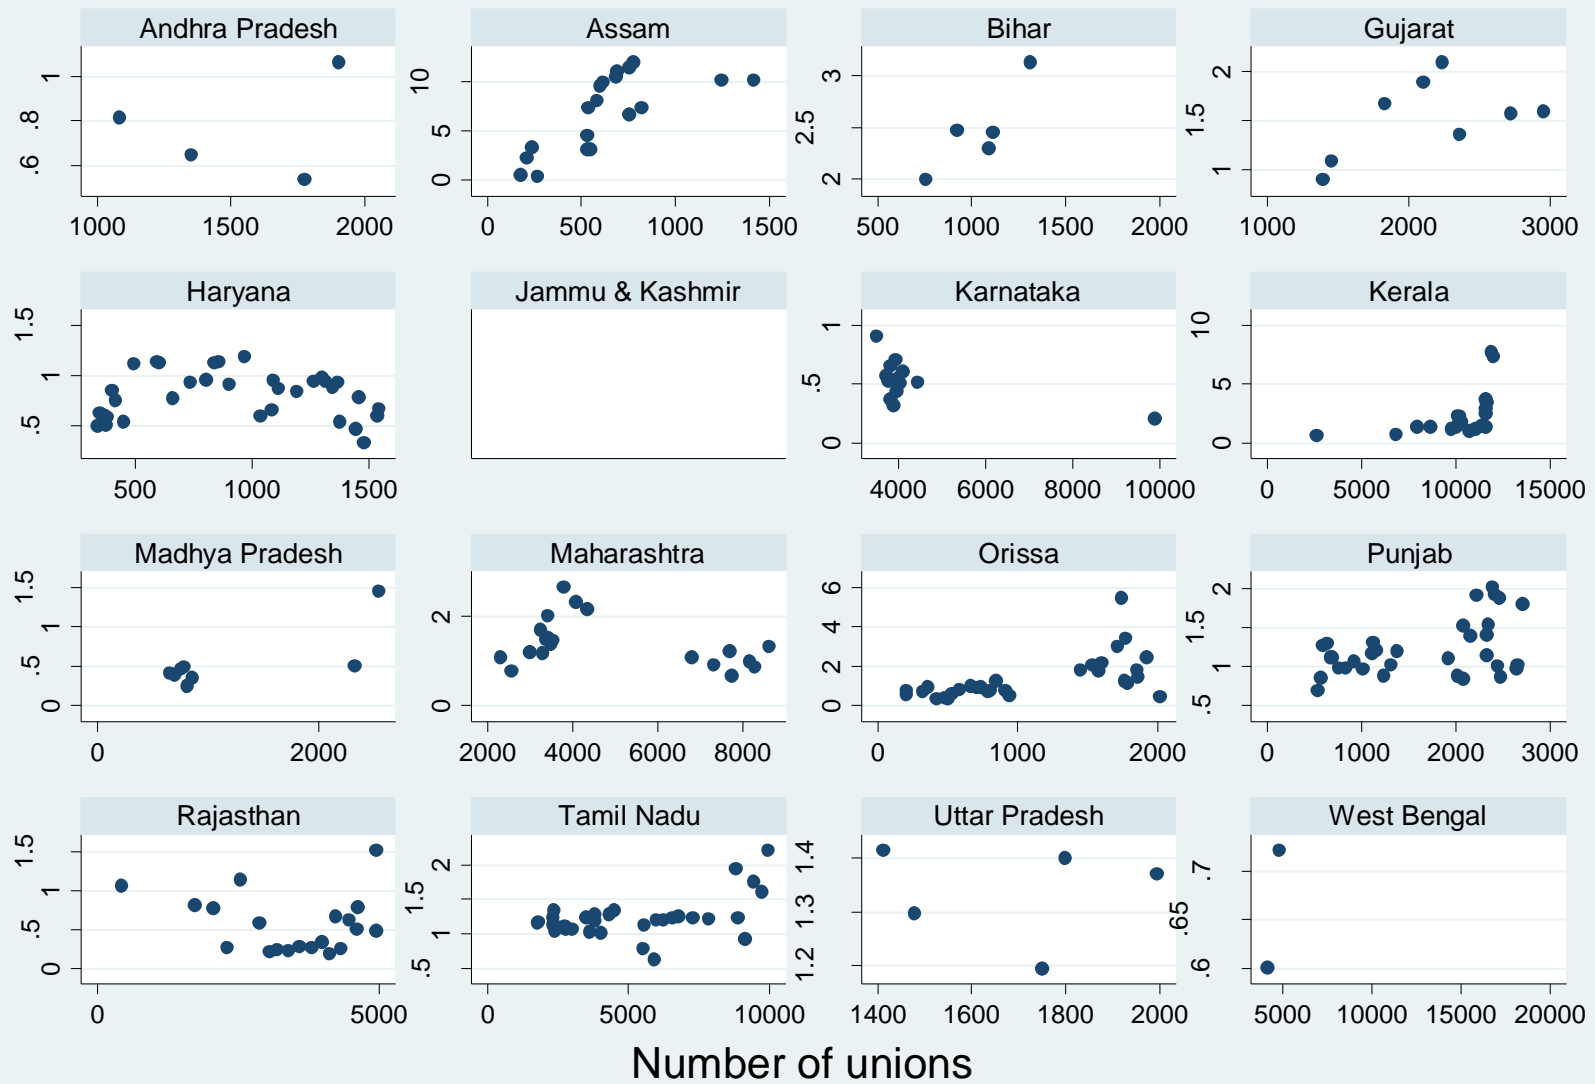 Andhra Pradesh Assam Bihar Gujarat
.6 .8 1 0 5 10 2 2.5 3 1 1.5 2
1000 1500 2000 0 500 1000 1500 500 1000 1500 2000 1000 2000 3000
Haryana Jammu & Kashmir Karnataka Kerala
.5 1 1.5 0 .5 1 0 5 10
500 1000 1500 4000 6000 8000 10000 0 5000 10000 15000
Madhya Pradesh Maharashtra Orissa Punjab
0 .5 1 1.5 0 2 0 2 4 6 .5 1 1.5 2
0 2000 2000 4000 6000 8000 0 1000 2000 0 1000 2000 3000
Rajasthan Tamil Nadu Uttar Pradesh West Bengal
0 .5 1 1.5 .5 1 1.5 2 1.2 1.3 1.4 .6 .65 .7
0 5000 0 5000 10000 1400 1600 1800 2000 5000 10000 15000 20000
Number of unions